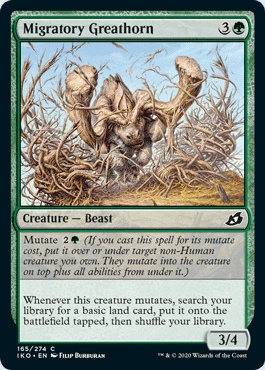 Migratory Greathorn 3
Creature — Beast
Mutate 2 (If you cast this spell for its mutate
cost, put it over or under target non-Human
creature you own. They mutate into the creature
on top plus all abilities from under it.)
Whenever this creature mutates, search your
library for a basic land card, put it onto the
battlefield tapped, then shuffle your library.
3/4
165/274 C
IKO • EN Filip Burburan
™ & © 2020 Wizards of the Coast